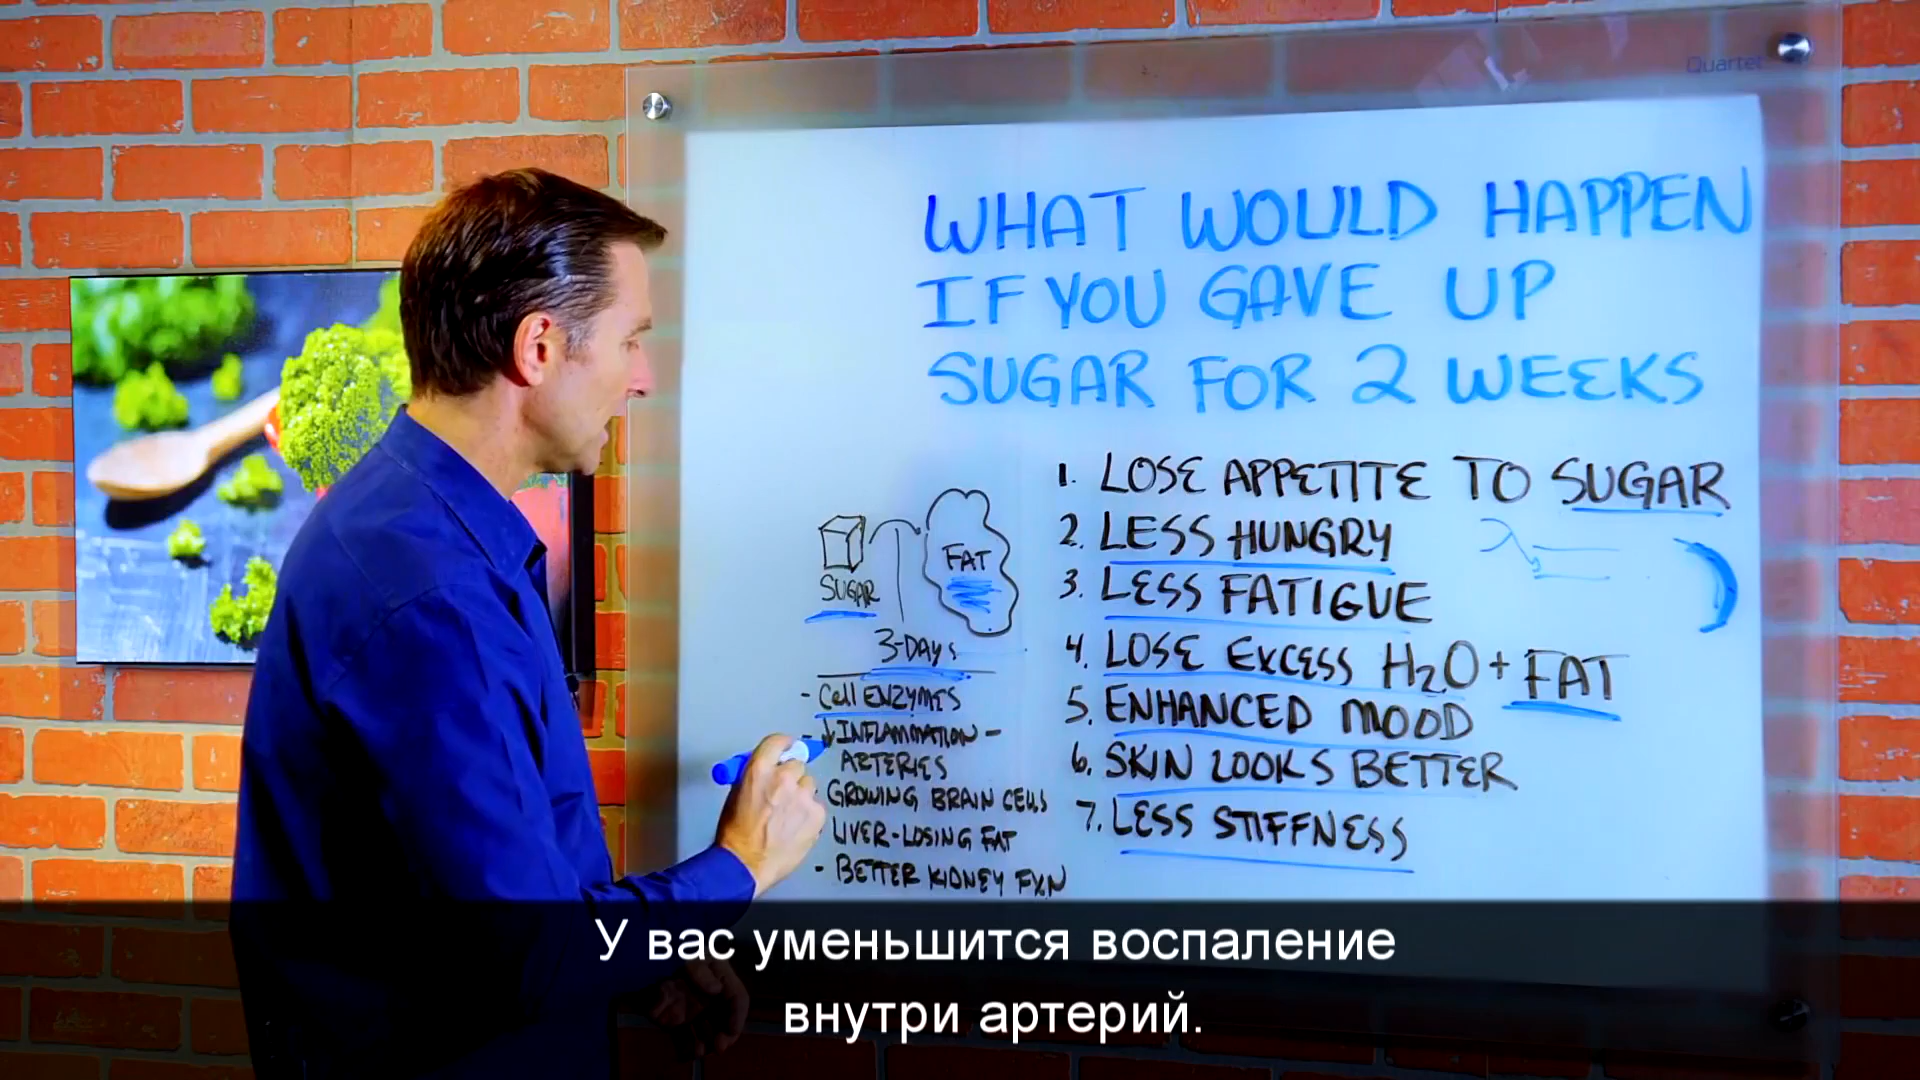 Quartet
WHAT WOULD HAPPEN
IF YOU GAVE UP
SUGAR FOR 2 WEEKS
1. LOSE APPETITE TO SUGAR
2. LESS HUNGRY
3. LESS FATIGUE
4. LOSE EXCESS H2O + FAT
5. ENHANCED MOOD
6. SKIN LOOKS BETTER
7. LESS STIFFNESS
SUGAR
FAT
3-DAYS
- Cell ENZYMES
- ↓ INFLAMMATION -
ARTERIES
GROWING BRAIN CELLS
LIVER-LOSING FAT
- BETTER KIDNEY FXN
У вас уменьшится воспаление
внутри артерий.